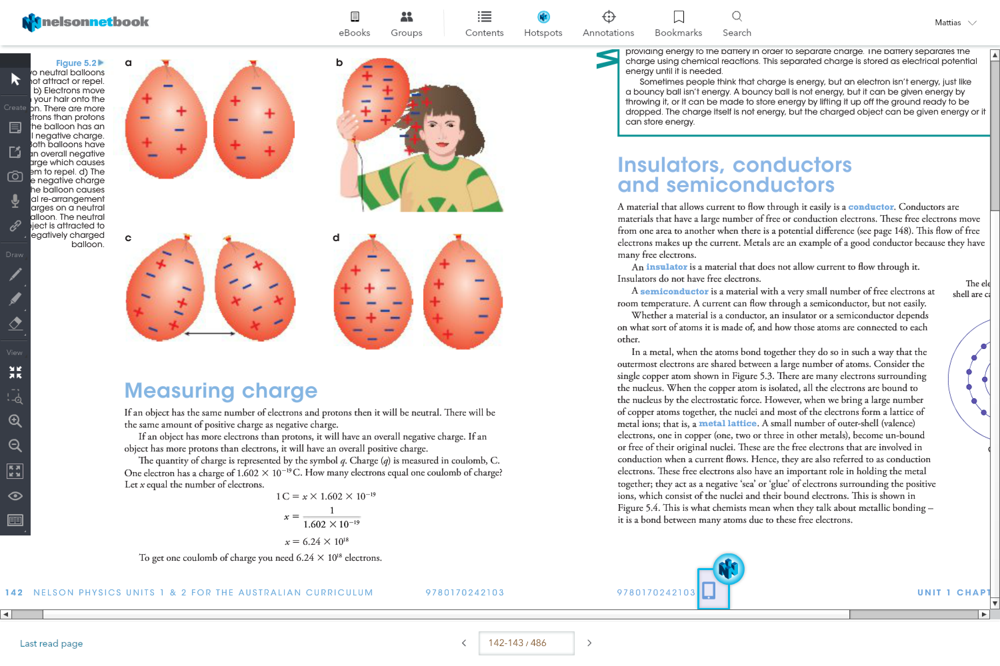 nelsonnetbook
eBooks
Groups
Contents
Hotspots
Annotations
Bookmarks
Search
Mattias
Create
Draw
View
Figure 5.2
neutral balloons
attract or repel.
b) Electrons move
your hair onto the
There are more
than protons
balloon has an
negative charge.
balloons have
an overall negative
which causes
to repel. d) The
negative charge
balloon causes
re-arrangement
on a neutral
The neutral
is attracted to
charged
balloon.
a
b
c
d
Measuring charge
If an object has the same number of electrons and protons then it will be neutral. There will be
the same amount of positive charge as negative charge.
If an object has more electrons than protons, it will have an overall negative charge. If an
object has more protons than electrons, it will have an overall positive charge.
The quantity of charge is represented by the symbol q. Charge (q) is measured in coulomb, C.
One electron has a charge of 1.602 × 10⁻¹⁹ C. How many electrons equal one coulomb of charge?
Let x equal the number of electrons.
1 C = x × 1.602 × 10⁻¹⁹
x = 1 / 1.602 × 10⁻¹⁹
x = 6.24 × 10¹⁸
To get one coulomb of charge you need 6.24 × 10¹⁸ electrons.
142 NELSON PHYSICS UNITS 1 & 2 FOR THE AUSTRALIAN CURRICULUM 9780170242103
providing energy to the battery in order to separate charge. The battery separates the
charge using chemical reactions. This separated charge is stored as electrical potential
energy until it is needed.
Sometimes people think that charge is energy, but an electron isn't energy, just like
a bouncy ball isn't energy. A bouncy ball is not energy, but it can be given energy by
throwing it, or it can be made to store energy by lifting it up off the ground ready to be
dropped. The charge itself is not energy, but the charged object can be given energy or it
can store energy.
Insulators, conductors
and semiconductors
A material that allows current to flow through it easily is a conductor. Conductors are
materials that have a large number of free or conduction electrons. These free electrons move
from one area to another when there is a potential difference (see page 148). This flow of free
electrons makes up the current. Metals are an example of a good conductor because they have
many free electrons.
An insulator is a material that does not allow current to flow through it.
Insulators do not have free electrons.
A semiconductor is a material with a very small number of free electrons at
room temperature. A current can flow through a semiconductor, but not easily.
Whether a material is a conductor, an insulator or a semiconductor depends
on what sort of atoms it is made of, and how those atoms are connected to each
other.
In a metal, when the atoms bond together they do so in such a way that the
outermost electrons are shared between a large number of atoms. Consider the
single copper atom shown in Figure 5.3. There are many electrons surrounding
the nucleus. When the copper atom is isolated, all the electrons are bound to
the nucleus by the electrostatic force. However, when we bring a large number
of copper atoms together, the nuclei and most of the electrons form a lattice of
metal ions; that is, a metal lattice. A small number of outer-shell (valence)
electrons, one in copper (one, two or three in other metals), become un-bound
or free of their original nuclei. These are the free electrons that are involved in
conduction when a current flows. Hence, they are also referred to as conduction
electrons. These free electrons also have an important role in holding the metal
together; they act as a negative 'sea' or 'glue' of electrons surrounding the positive
ions, which consist of the nuclei and their bound electrons. This is shown in
Figure 5.4. This is what chemists mean when they talk about metallic bonding –
it is a bond between many atoms due to these free electrons.
The
shell are
9780170242103
UNIT 1
Last read page
142-143 / 486